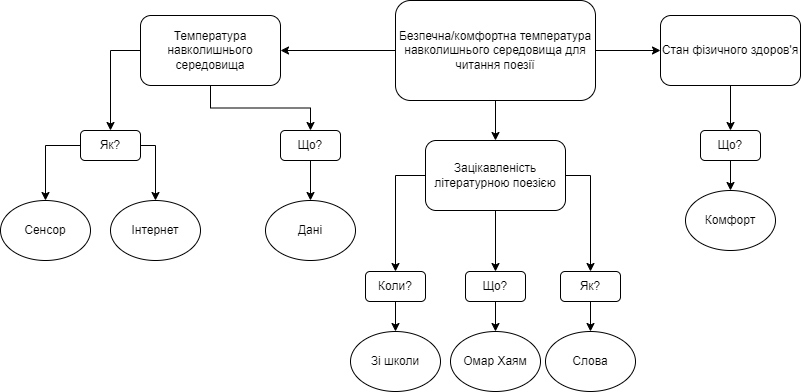 Температура
навколишнього
середовища
Безпечна/комфортна температура
навколишнього середовища для
читання поезії
Стан фізичного здоров'я
Як?
Що?
Що?
Зацікавленість
літературною поезією
Сенсор
Інтернет
Дані
Комфорт
Коли?
Що?
Як?
Зі школи
Омар Хаям
Слова